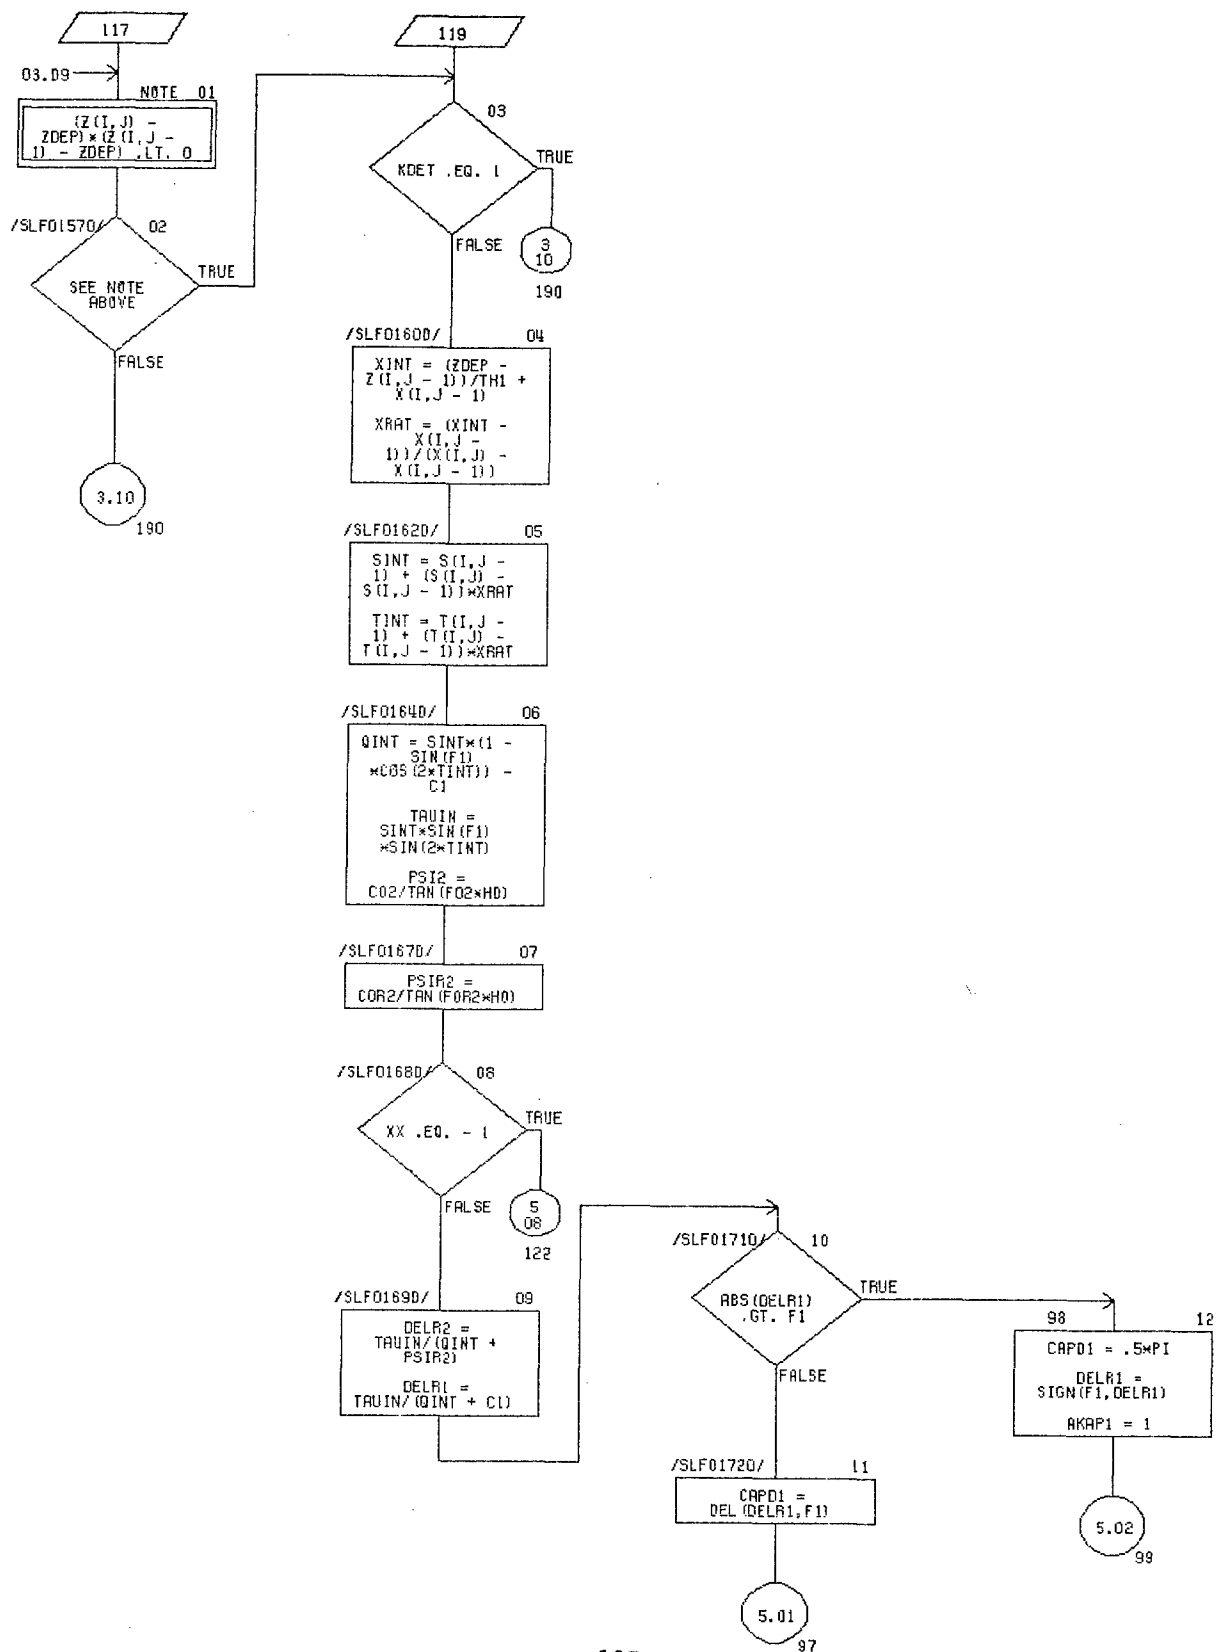 117
03.09
NOTE 01
(Z(I,J) -
ZDEP)*(Z(I,J -
1) - ZDEP) .LT. 0
/SLF01570/ 02
SEE NOTE
ABOVE
TRUE
FALSE
3.10
190
119
03
KDET .EQ. 1
TRUE
FALSE
3
10
190
/SLF01600/ 04
XINT = (ZDEP -
Z(I,J - 1))/TH1 +
X(I,J - 1)
XRAT = (XINT -
X(I,J -
1))/(X(I,J) -
X(I,J - 1))
/SLF01620/ 05
SINT = S(I,J -
1) + (S(I,J) -
S(I,J - 1))*XRAT
TINT = T(I,J -
1) + (T(I,J) -
T(I,J - 1))*XRAT
/SLF01640/ 06
QINT = SINT*(1 -
SIN(F1)
*COS(2*TINT)) -
C1
TAUIN =
SINT*SIN(F1)
*SIN(2*TINT)
PSI2 =
CO2/TAN(FO2*HO)
/SLF01670/ 07
PSIR2 =
COR2/TAN(FOR2*HO)
/SLF01680/ 08
XX .EQ. - 1
TRUE
FALSE
5
08
122
/SLF01690/ 09
DELR2 =
TAUIN/(QINT +
PSIR2)
DELR1 =
TAUIN/(QINT + C1)
/SLF01710/ 10
ABS(DELR1)
.GT. F1
TRUE
FALSE
/SLF01720/ 11
CAPD1 =
DEL(DELR1,F1)
5.01
97
98 12
CAPD1 = .5*PI
DELR1 =
SIGN(F1,DELR1)
AKAP1 = 1
5.02
99